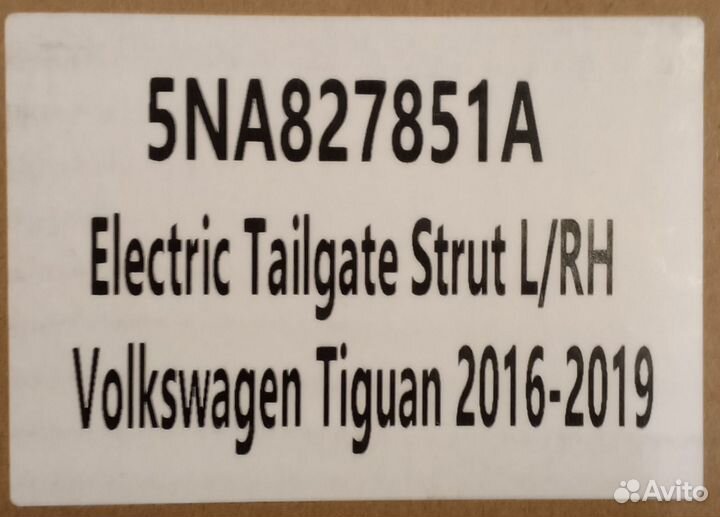 5NA827851A
Electric Tailgate Strut L/RH
Volkswagen Tiguan 2016-2019
Avito